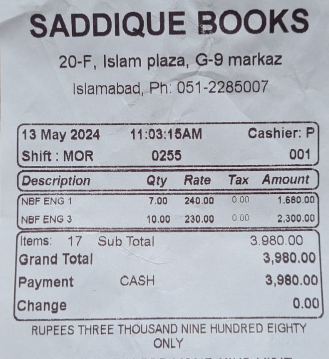 SADDIQUE BOOKS
20-F, Islam plaza, G-9 markaz
Islamabad, Ph: 051-2285007
13 May 2024 11:03:15AM Cashier: P
Shift : MOR 0255 001
Description Qty Rate Tax Amount
NBF ENG 1 7.00 240.00 0.00 1,680.00
NBF ENG 3 10.00 230.00 0.00 2,300.00
Items: 17 Sub Total 3,980.00
Grand Total 3,980.00
Payment CASH 3,980.00
Change 0.00
RUPEES THREE THOUSAND NINE HUNDRED EIGHTY
ONLY